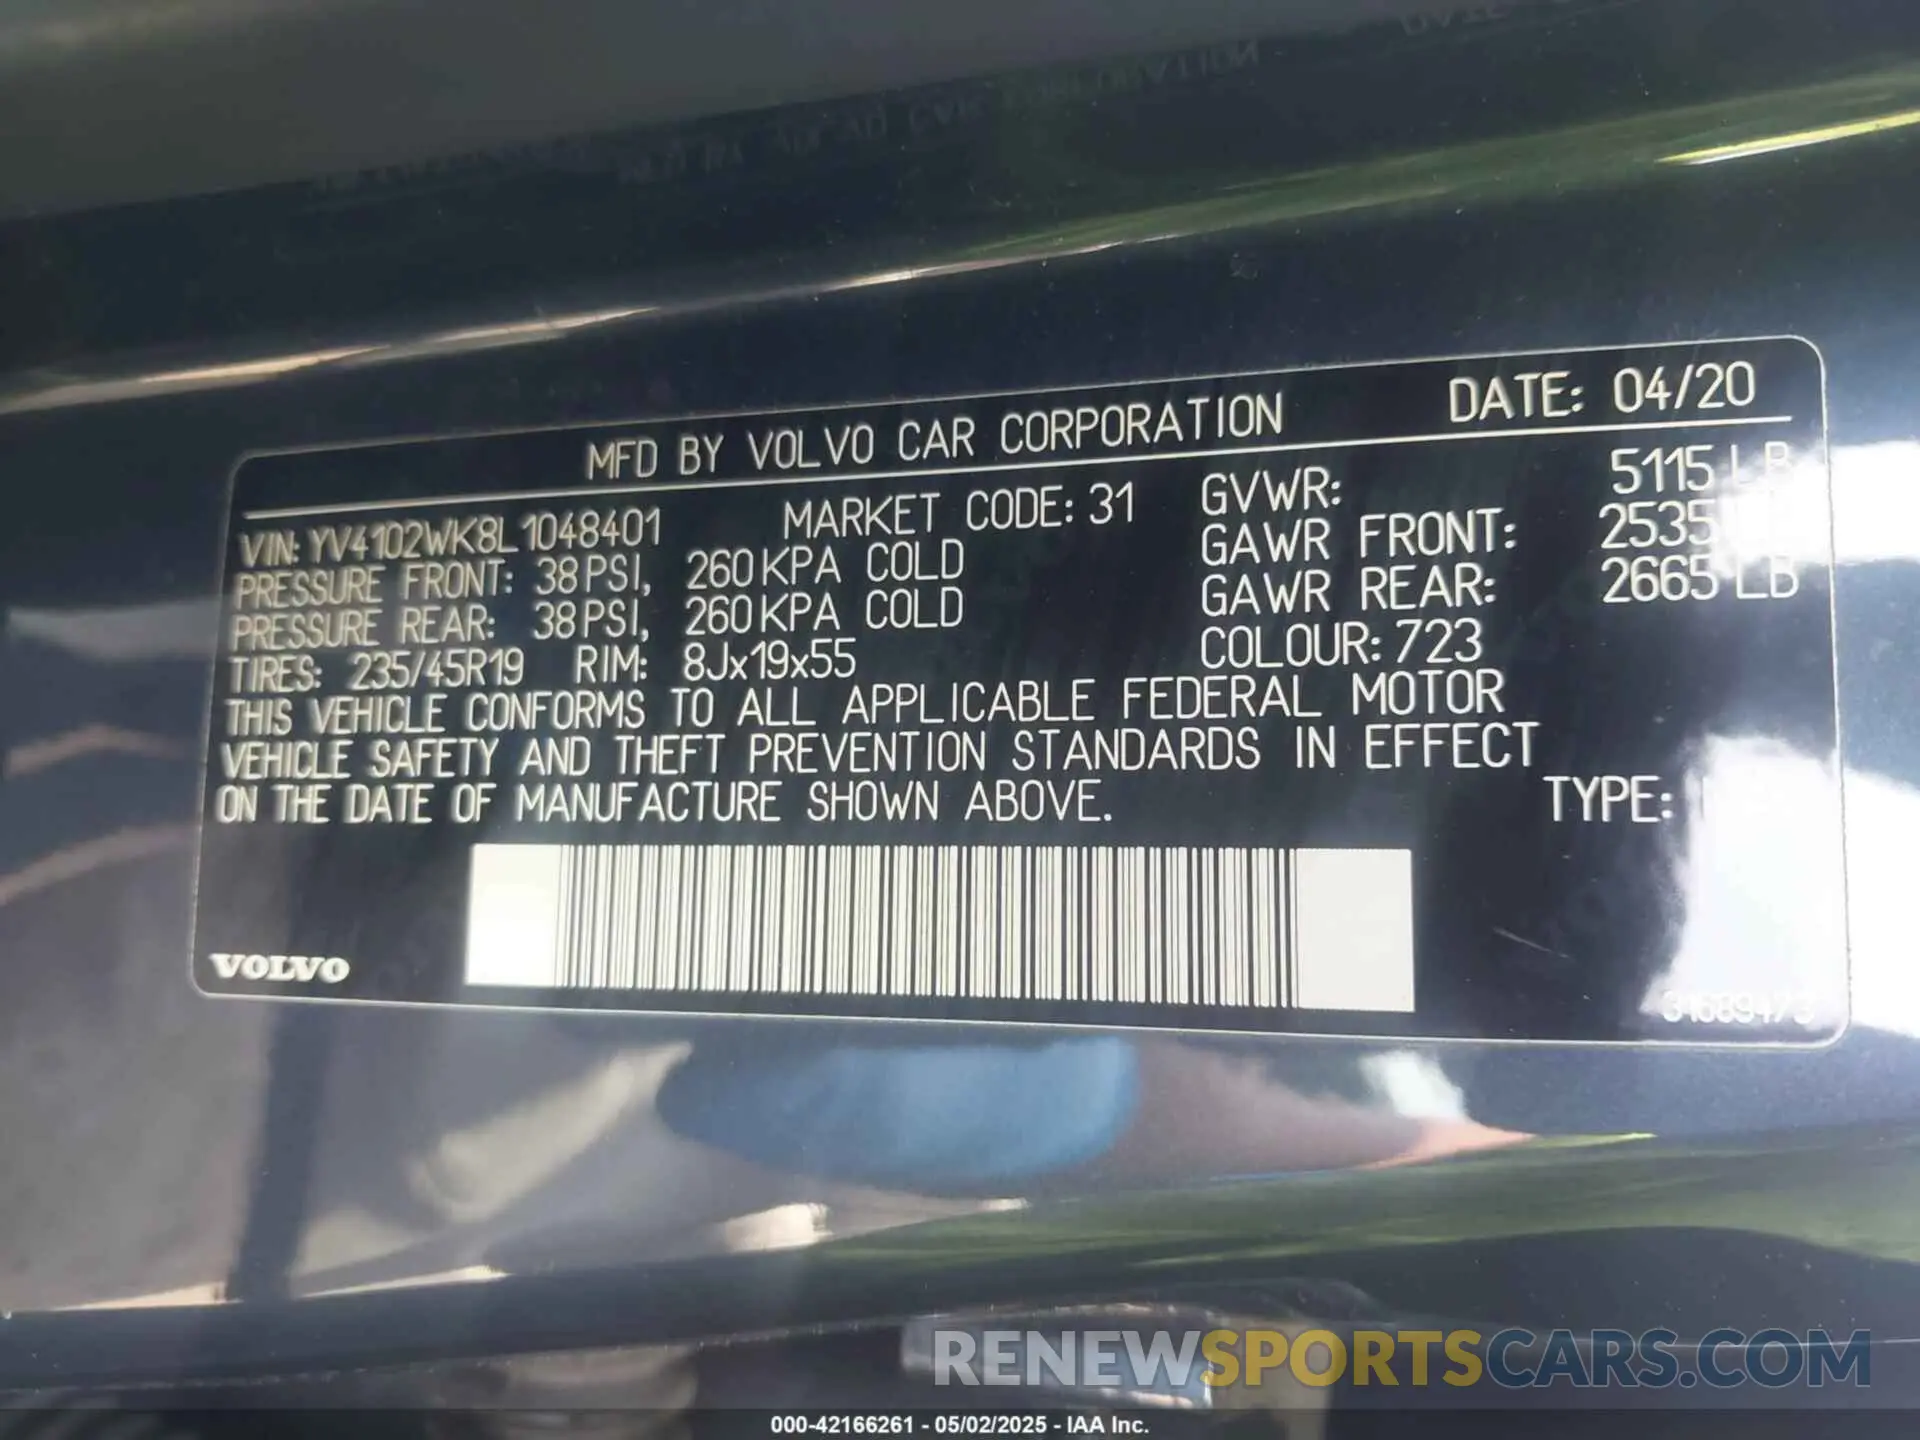 MFD BY VOLVO CAR CORPORATION DATE: 04/20
VIN: YV4102WK8L1048401 MARKET CODE: 31 GVWR: 5115 LB
PRESSURE FRONT: 38 PSI, 260 KPA COLD GAWR FRONT: 2535
PRESSURE REAR: 38 PSI, 260 KPA COLD GAWR REAR: 2665 LB
TIRES: 235/45R19 RIM: 8Jx19x55 COLOUR: 723
THIS VEHICLE CONFORMS TO ALL APPLICABLE FEDERAL MOTOR
VEHICLE SAFETY AND THEFT PREVENTION STANDARDS IN EFFECT
ON THE DATE OF MANUFACTURE SHOWN ABOVE. TYPE:
VOLVO
31689473
RENEWSPORTSCARS.COM
000-42166261 - 05/02/2025 - IAA Inc.